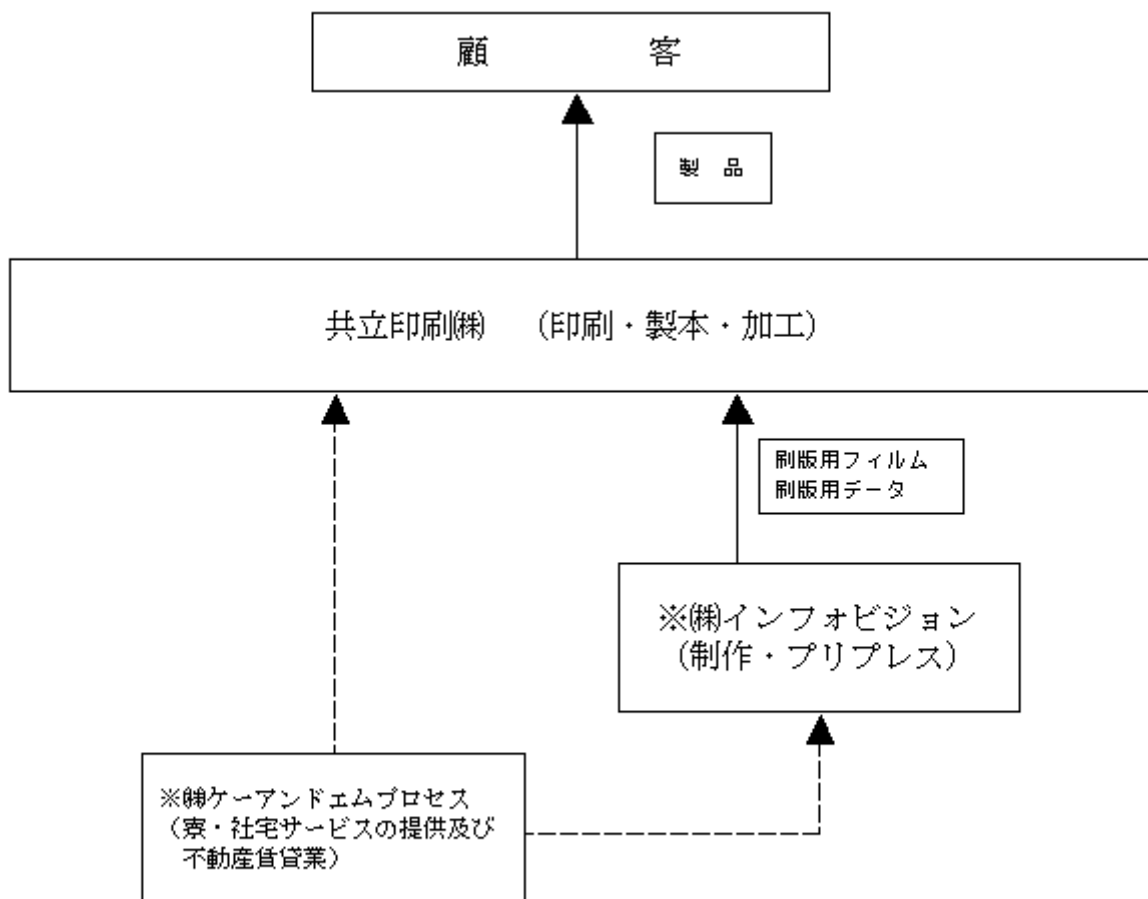 顧　　　客
製　品
共立印刷㈱　（印刷・製本・加工）
刷版用フィルム
刷版用データ
※㈱インフォビジョン
（制作・プリプレス）
※㈱ケーアンドエムプロセス
（寮・社宅サービスの提供及び
不動産賃貸業）